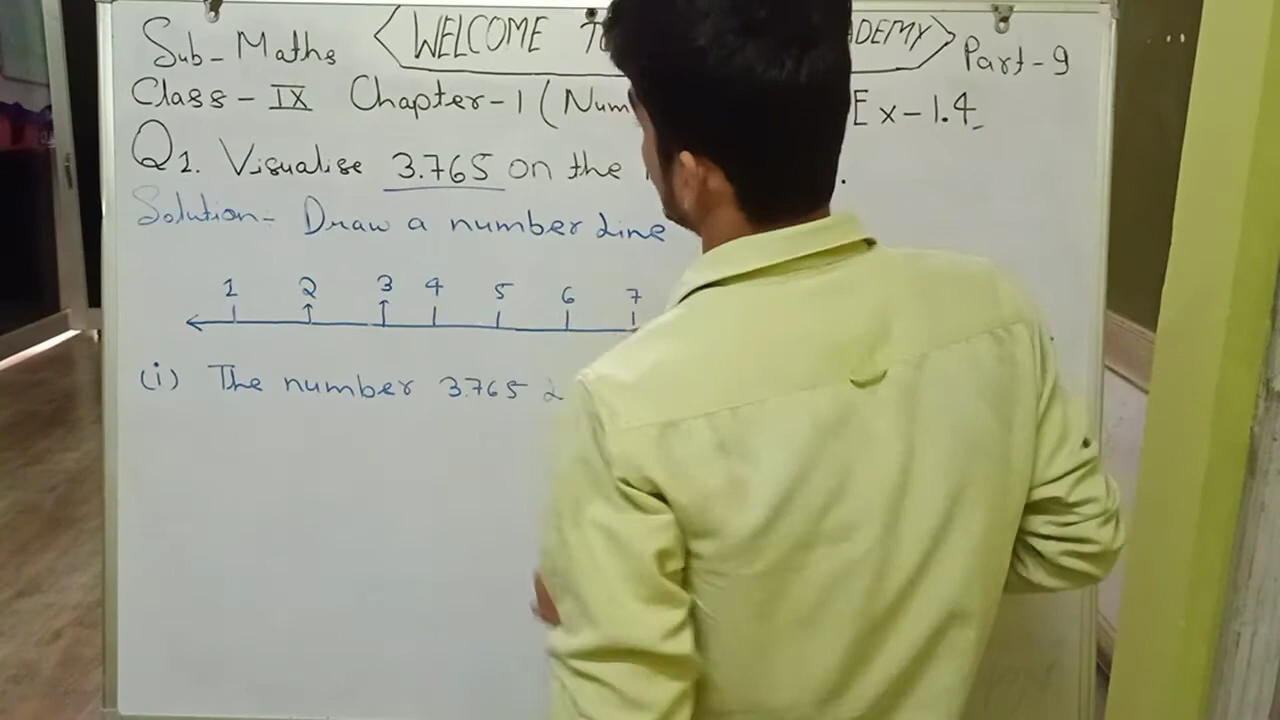 Sub-Maths
WELCOME
Part-9
Class-IX Chapter-1 (Num
Ex-1.4
Q1. Visualise 3.765 on the
Solution- Draw a number Line
1 2 3 4 5 6 7
(i) The number 3.765